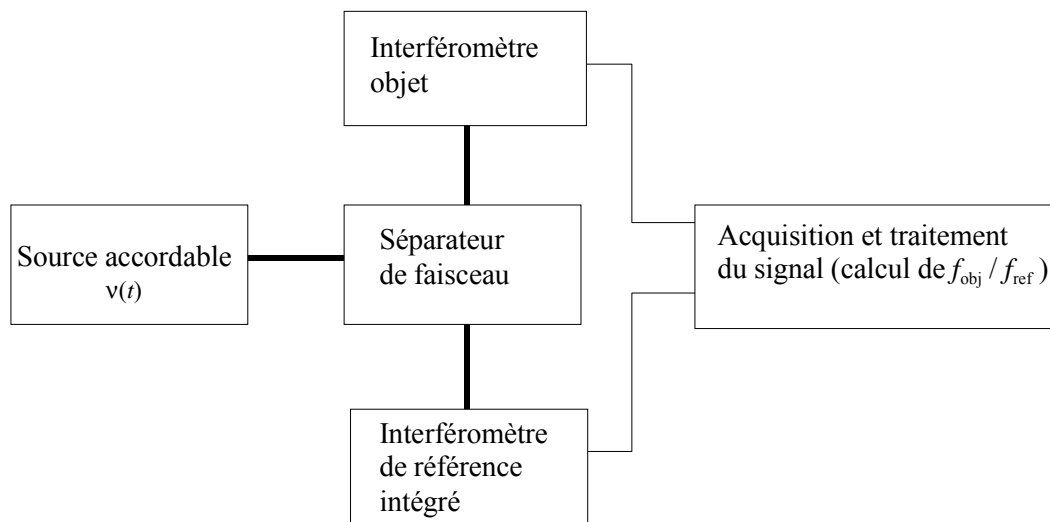 Interféromètre
objet
Source accordable
ν(t)
Séparateur
de faisceau
Acquisition et traitement
du signal (calcul de f_obj / f_ref )
Interféromètre
de référence
intégré